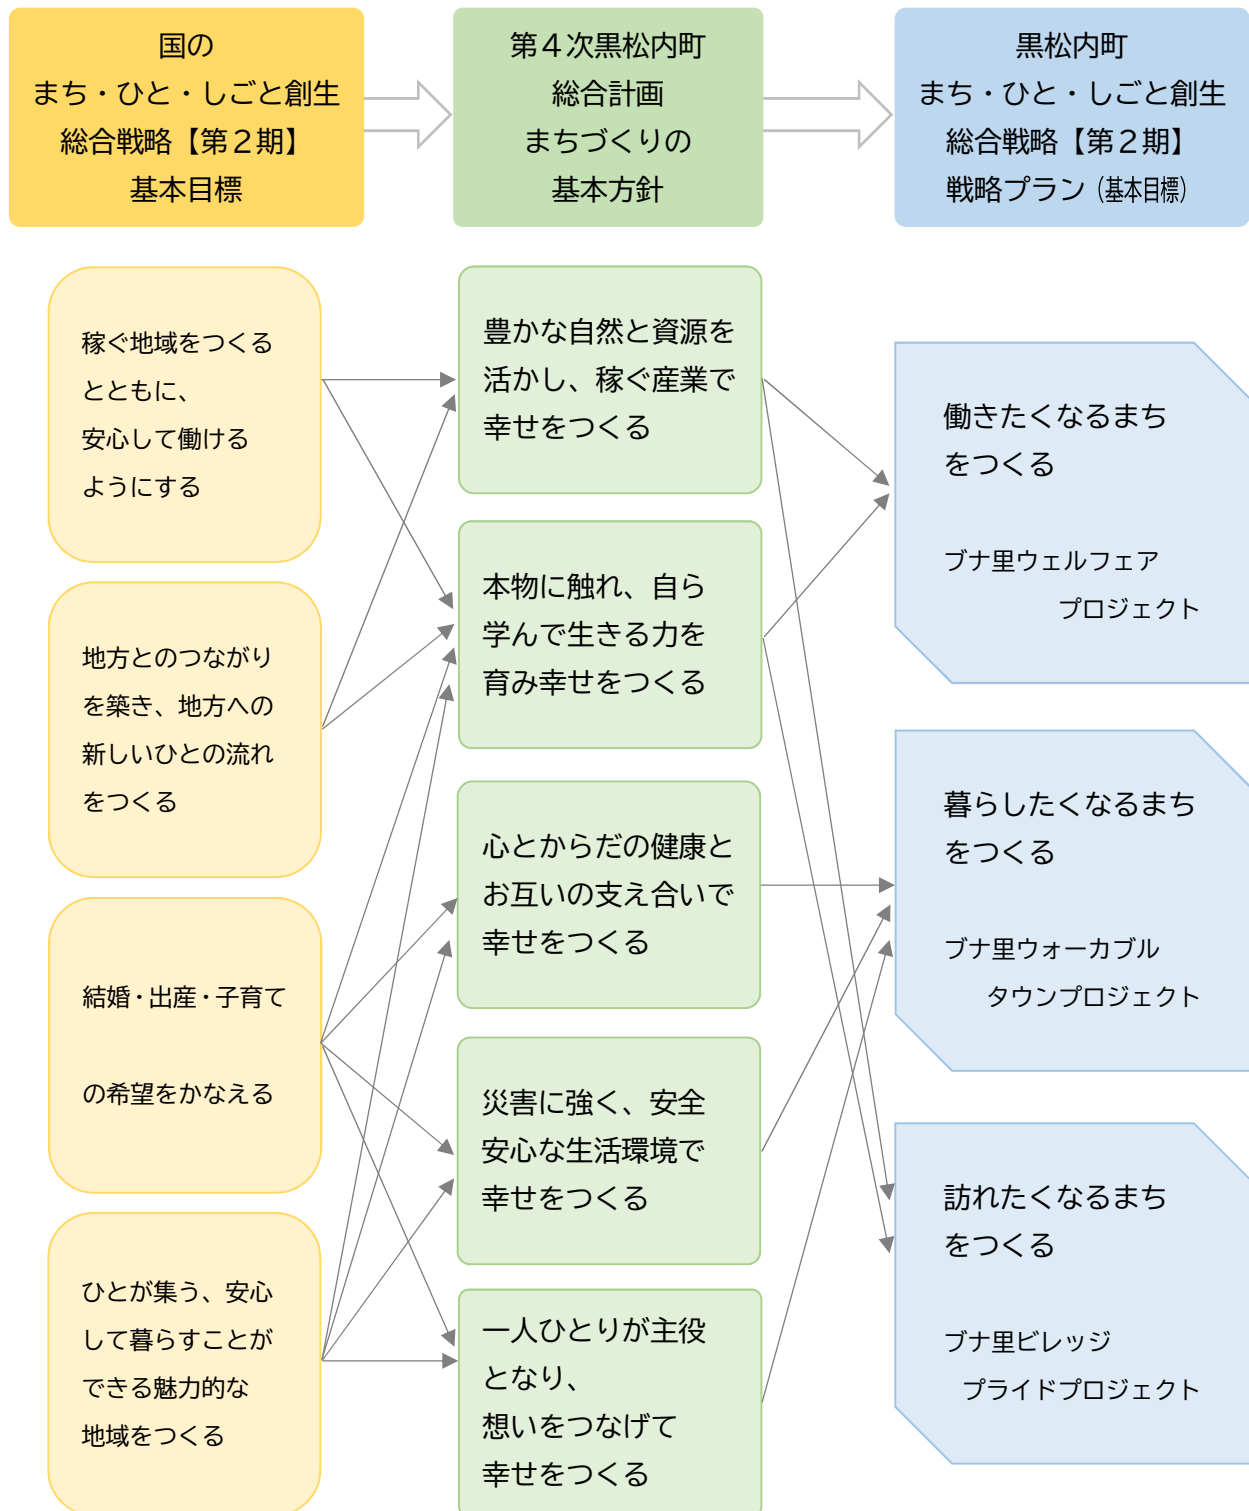 国の
まち・ひと・しごと創生
総合戦略【第２期】
基本目標
第４次黒松内町
総合計画
まちづくりの
基本方針
黒松内町
まち・ひと・しごと創生
総合戦略【第２期】
戦略プラン（基本目標）
稼ぐ地域をつくる
とともに、
安心して働ける
ようにする
地方とのつながり
を築き、地方への
新しいひとの流れ
をつくる
結婚・出産・子育て
の希望をかなえる
ひとが集う、安心
して暮らすことが
できる魅力的な
地域をつくる
豊かな自然と資源を
活かし、稼ぐ産業で
幸せをつくる
本物に触れ、自ら
学んで生きる力を
育み幸せをつくる
心とからだの健康と
お互いの支え合いで
幸せをつくる
災害に強く、安全
安心な生活環境で
幸せをつくる
一人ひとりが主役
となり、
想いをつなげて
幸せをつくる
働きたくなるまち
をつくる
ブナ里ウェルフェア
プロジェクト
暮らしたくなるまち
をつくる
ブナ里ウォーカブル
タウンプロジェクト
訪れたくなるまち
をつくる
ブナ里ビレッジ
プライドプロジェクト